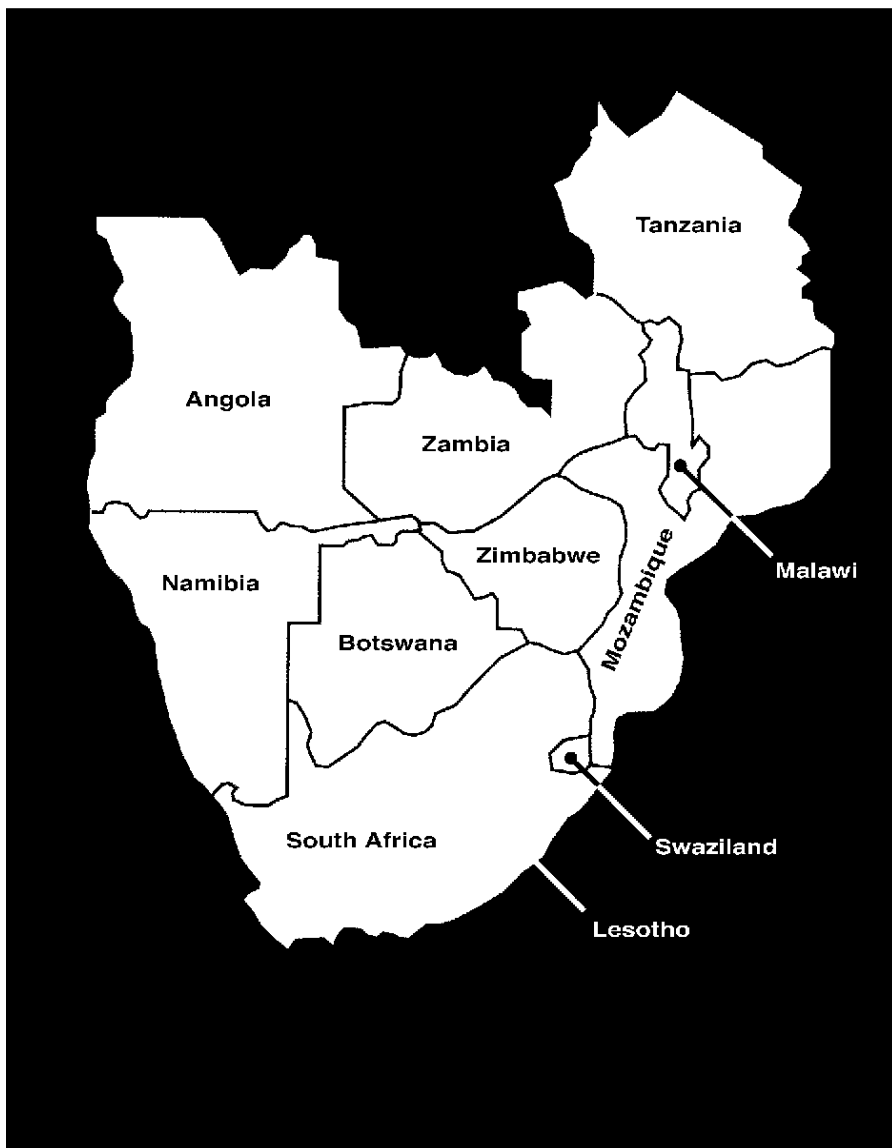 Tanzania
Angola
Zambia
Zimbabwe
Malawi
Namibia
Mozambique
Botswana
South Africa
Swaziland
Lesotho